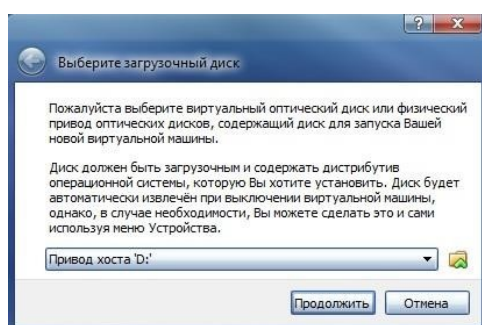 Выберите загрузочный диск
Пожалуйста выберите виртуальный оптический диск или физический
привод оптических дисков, содержащий диск для запуска Вашей
новой виртуальной машины.
Диск должен быть загрузочным и содержать дистрибутив
операционной системы, которую Вы хотите установить. Диск будет
автоматически извлечён при выключении виртуальной машины,
однако, в случае необходимости, Вы можете сделать это и сами
используя меню Устройства.
Привод хоста 'D:'
Продолжить Отмена